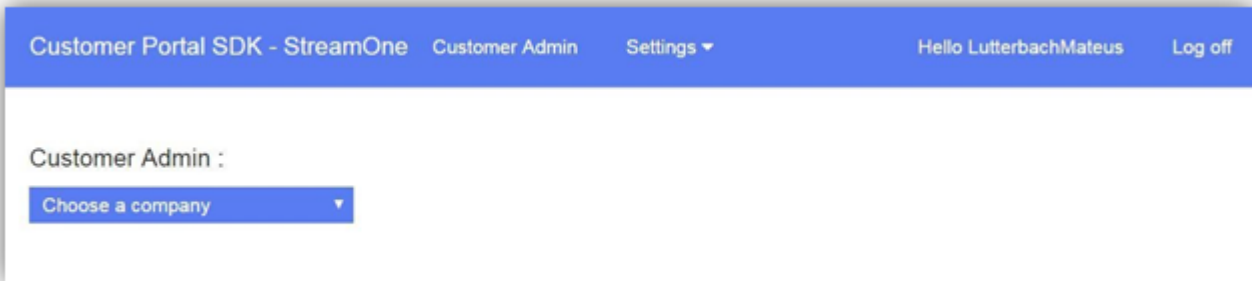 Customer Portal SDK - StreamOne Customer Admin Settings Hello LutterbachMateus Log off
Customer Admin :
Choose a company